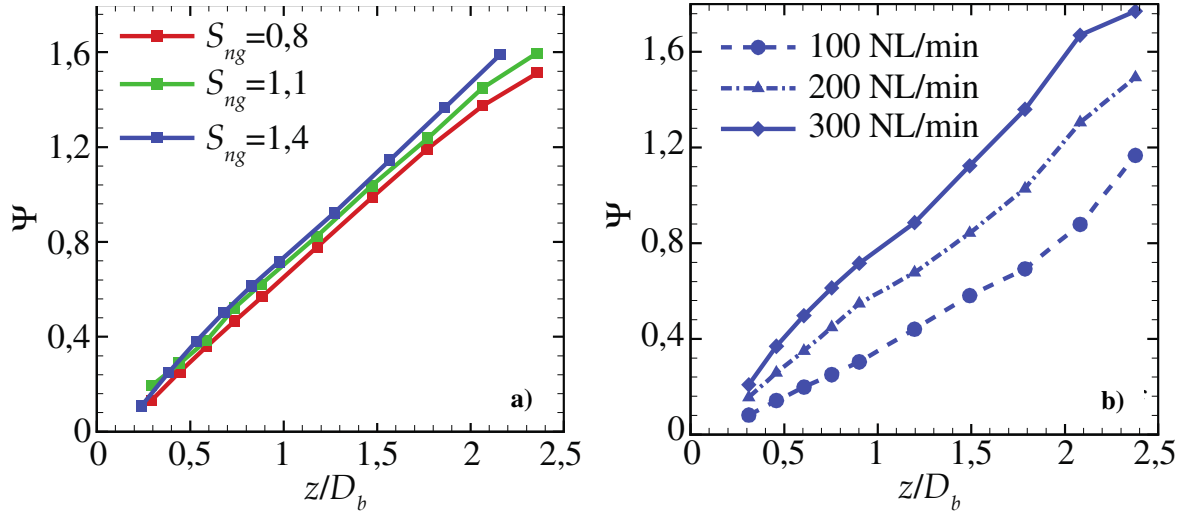 S_ng=0,8
S_ng=1,1
S_ng=1,4
1,6
1,2
0,8
0,4
0
Ψ
0 0,5 1 1,5 2 2,5
z/D_b
a)
100 NL/min
200 NL/min
300 NL/min
1,6
1,2
0,8
0,4
0
Ψ
0 0,5 1 1,5 2 2,5
z/D_b
b)